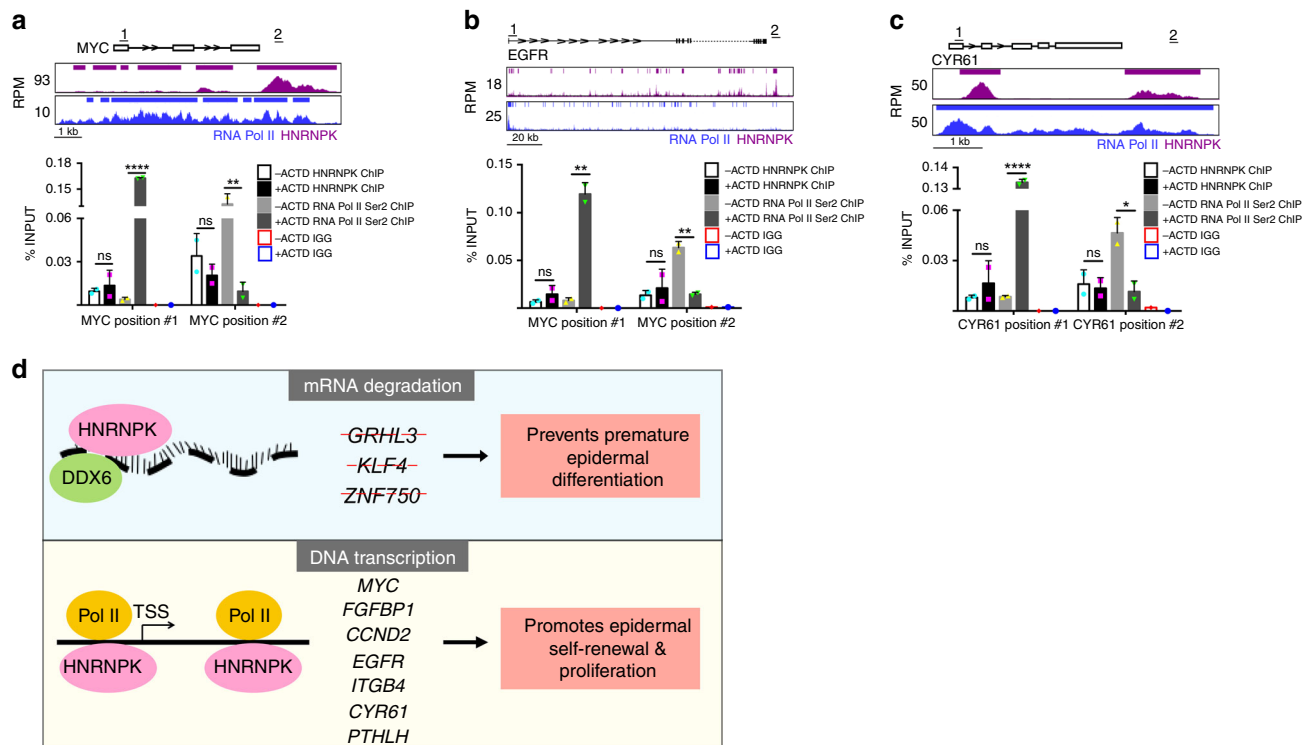 a
1
2
MYC
RPM
93
10
1 kb
RNA Pol II HNRNPK
% INPUT
0.18
0.15
0.06
0.03
****
**
ns
ns
–ACTD HNRNPK ChIP
+ACTD HNRNPK ChIP
–ACTD RNA Pol II Ser2 ChIP
+ACTD RNA Pol II Ser2 ChIP
–ACTD IGG
+ACTD IGG
MYC position #1
MYC position #2
b
1
2
EGFR
RPM
18
25
20 kb
RNA Pol II HNRNPK
% INPUT
0.15
0.10
0.05
0.00
**
ns
**
ns
–ACTD HNRNPK ChIP
+ACTD HNRNPK ChIP
–ACTD RNA Pol II Ser2 ChIP
+ACTD RNA Pol II Ser2 ChIP
–ACTD IGG
+ACTD IGG
MYC position #1
MYC position #2
c
1
2
CYR61
RPM
50
50
1 kb
RNA Pol II HNRNPK
% INPUT
0.14
0.13
0.06
0.03
0.00
****
ns
*
ns
–ACTD HNRNPK ChIP
+ACTD HNRNPK ChIP
–ACTD RNA Pol II Ser2 ChIP
+ACTD RNA Pol II Ser2 ChIP
–ACTD IGG
+ACTD IGG
CYR61 position #1
CYR61 position #2
d
mRNA degradation
HNRNPK
DDX6
GRHL3
KLF4
ZNF750
Prevents premature
epidermal
differentiation
DNA transcription
Pol II
TSS
Pol II
HNRNPK
HNRNPK
MYC
FGFBP1
CCND2
EGFR
ITGB4
CYR61
PTHLH
Promotes epidermal
self-renewal &
proliferation